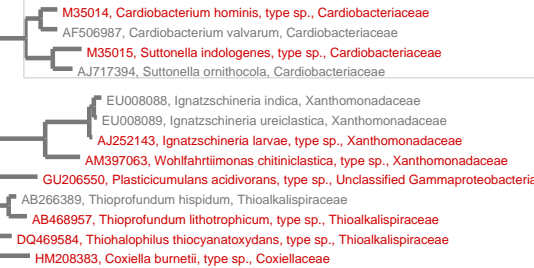 M35014, Cardiobacterium hominis, type sp., Cardiobacteriaceae
AF506987, Cardiobacterium valvarum, Cardiobacteriaceae
M35015, Suttonella indologenes, type sp., Cardiobacteriaceae
AJ717394, Suttonella ornithocola, Cardiobacteriaceae
EU008088, Ignatzschineria indica, Xanthomonadaceae
EU008089, Ignatzschineria ureiclastica, Xanthomonadaceae
AJ252143, Ignatzschineria larvae, type sp., Xanthomonadaceae
AM397063, Wohlfahrtiimonas chitiniclastica, type sp., Xanthomonadaceae
GU206550, Plasticicumulans acidivorans, type sp., Unclassified Gammaproteobacteria
AB266389, Thioprofundum hispidum, Thioalkalispiraceae
AB468957, Thioprofundum lithotrophicum, type sp., Thioalkalispiraceae
DQ469584, Thiohalophilus thiocyanatoxydans, type sp., Thioalkalispiraceae
HM208383, Coxiella burnetii, type sp., Coxiellaceae